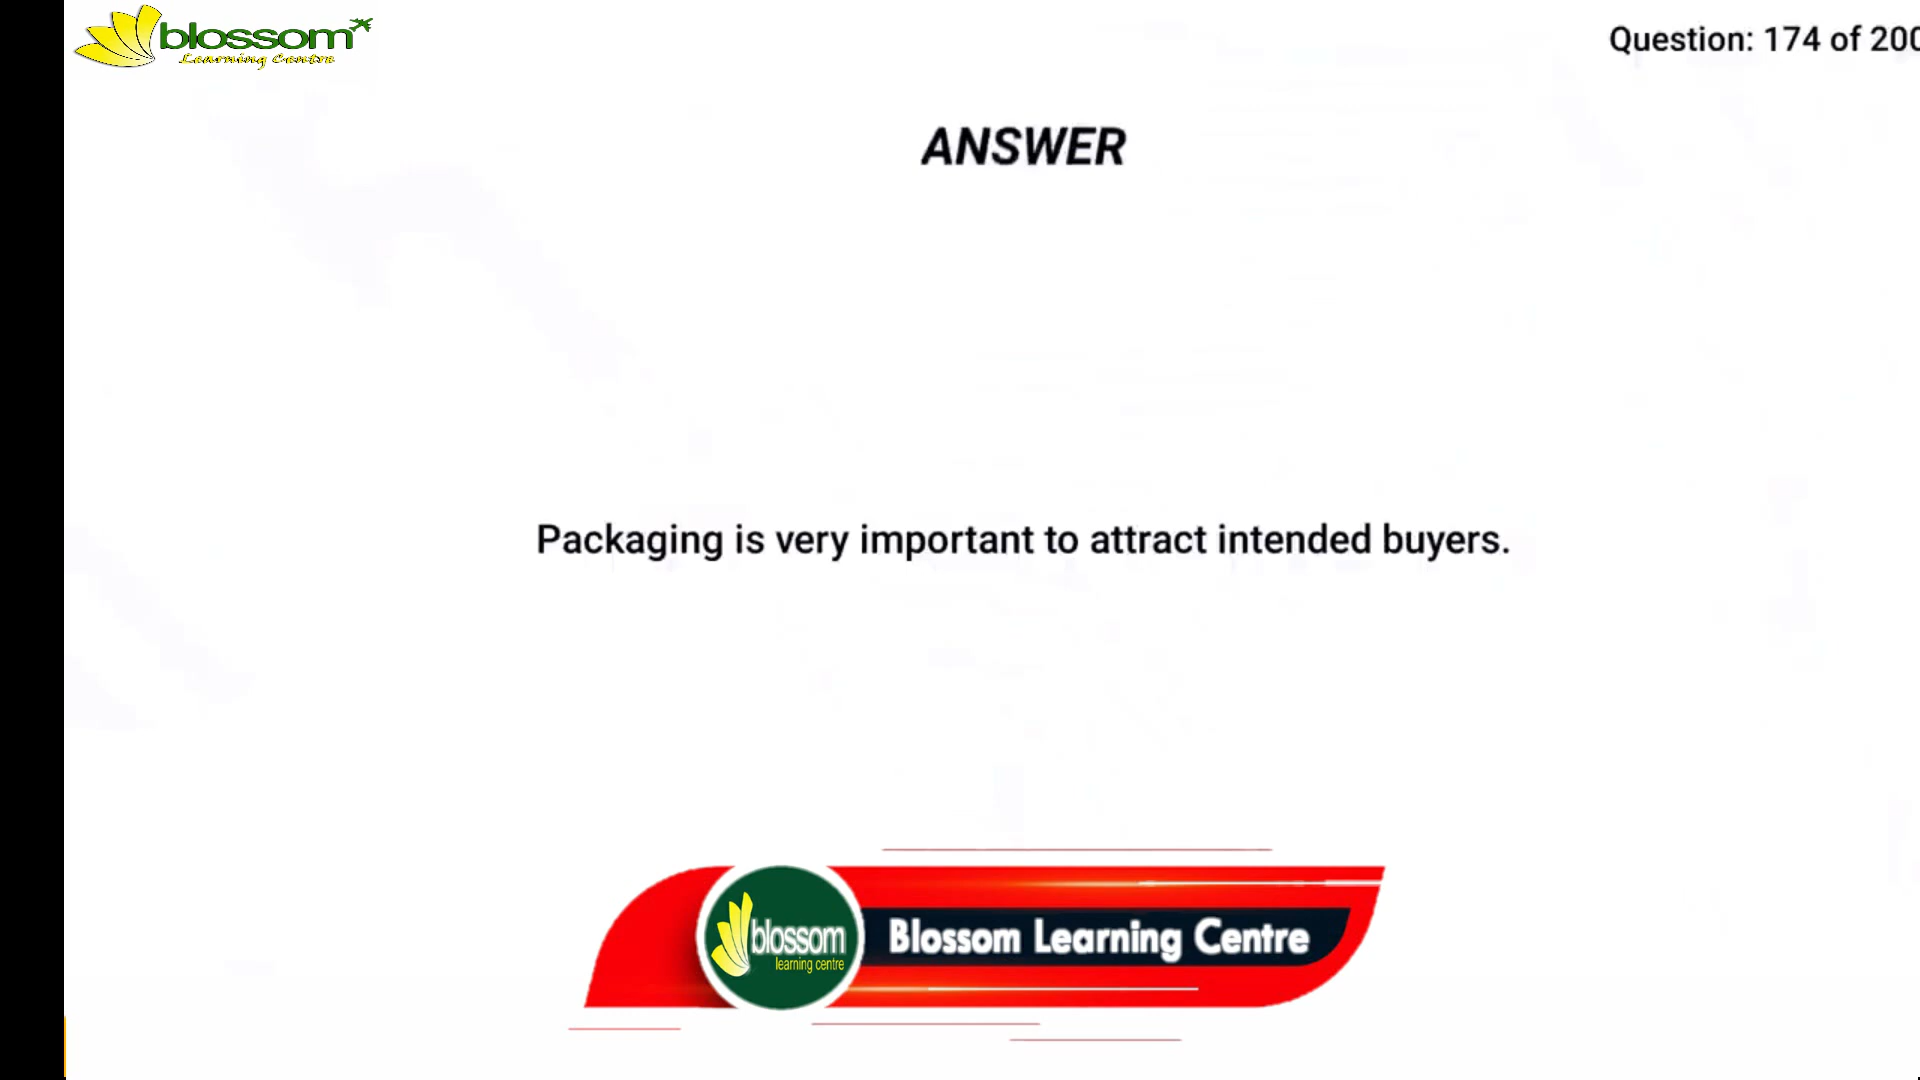 blossom
Learning Centre
Question: 174 of 200
ANSWER
Packaging is very important to attract intended buyers.
blossom
learning centre
Blossom Learning Centre